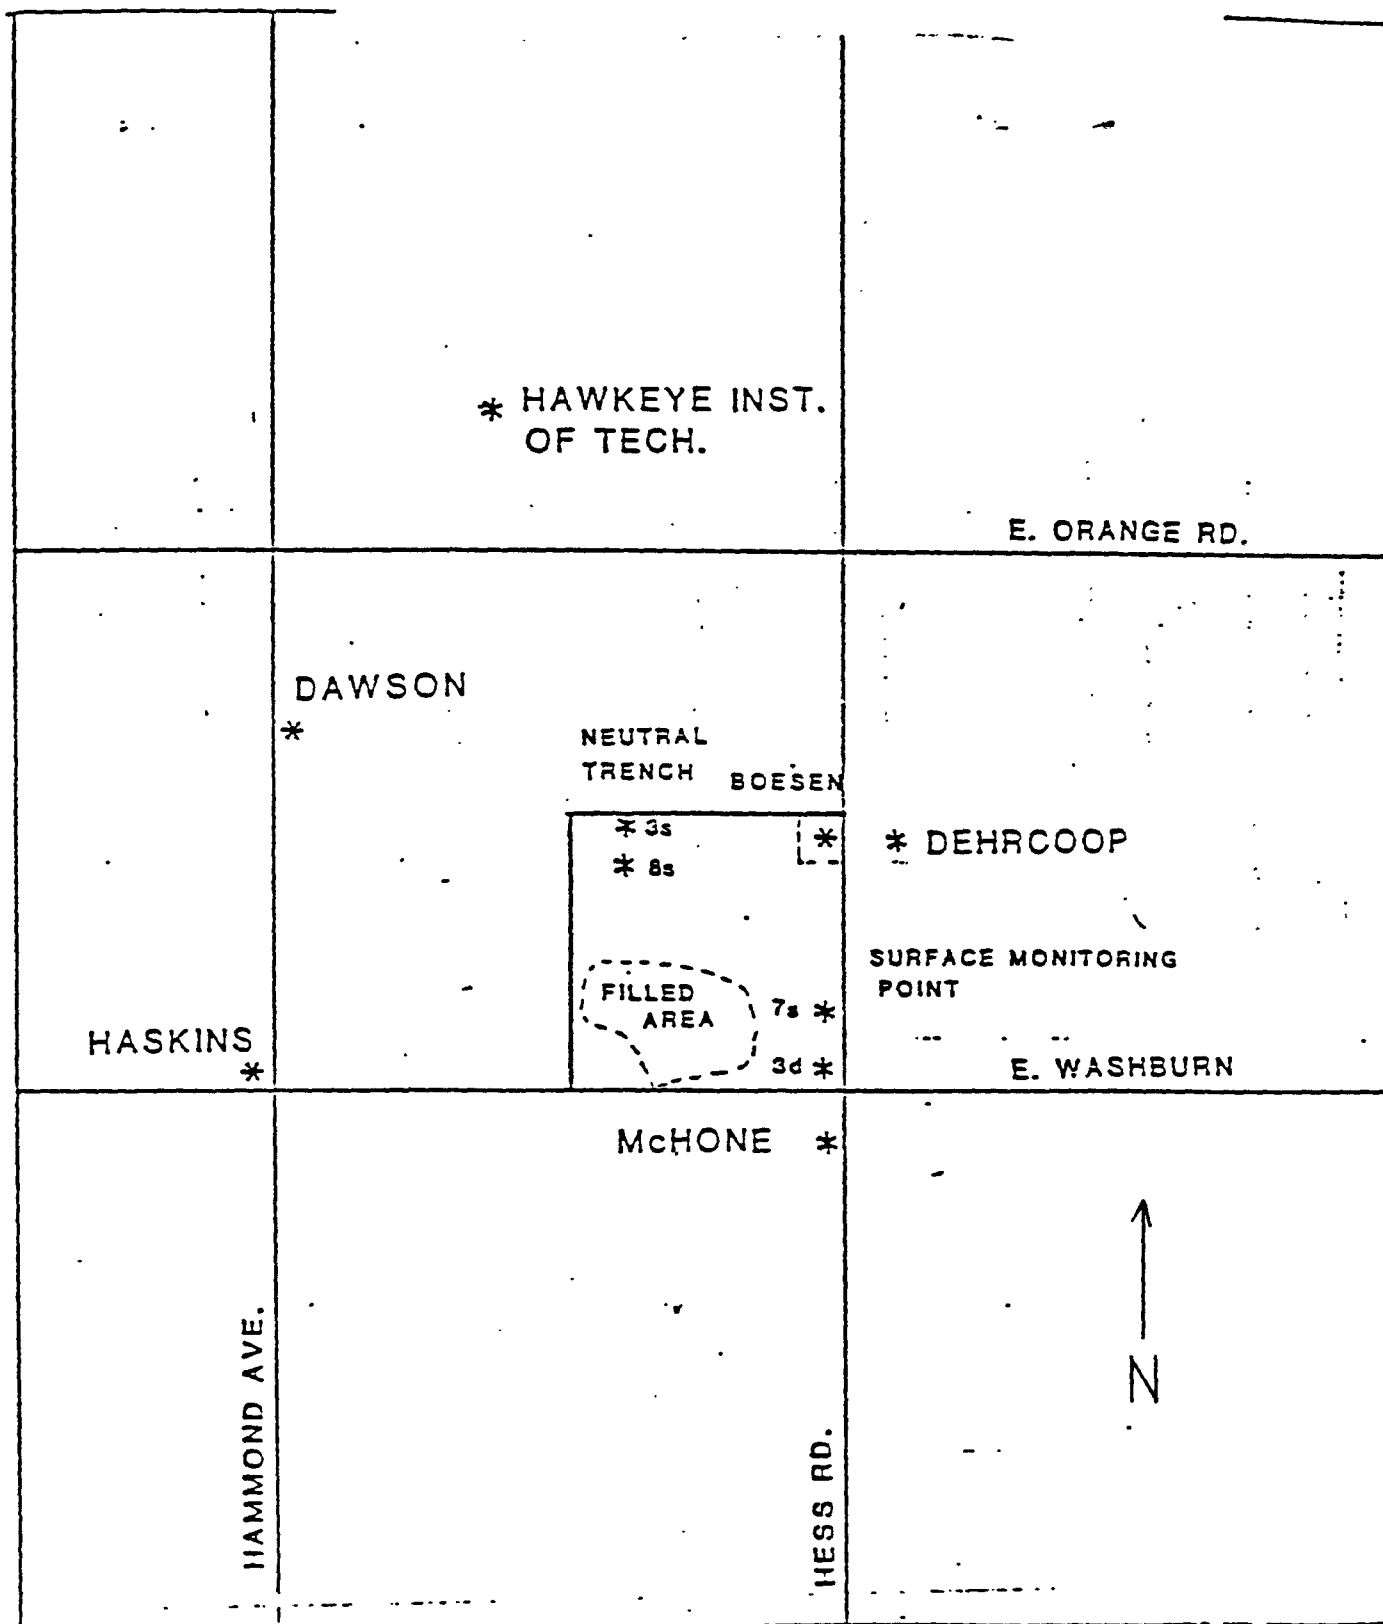 HAWKEYE INST.
OF TECH.
E. ORANGE RD.
DAWSON
NEUTRAL
TRENCH
BOESEN
3s
8s
DEHRCOOP
SURFACE MONITORING
POINT
FILLED
AREA
7s
HASKINS
3d
E. WASHBURN
McHONE
N
HAMMOND AVE.
HESS RD.